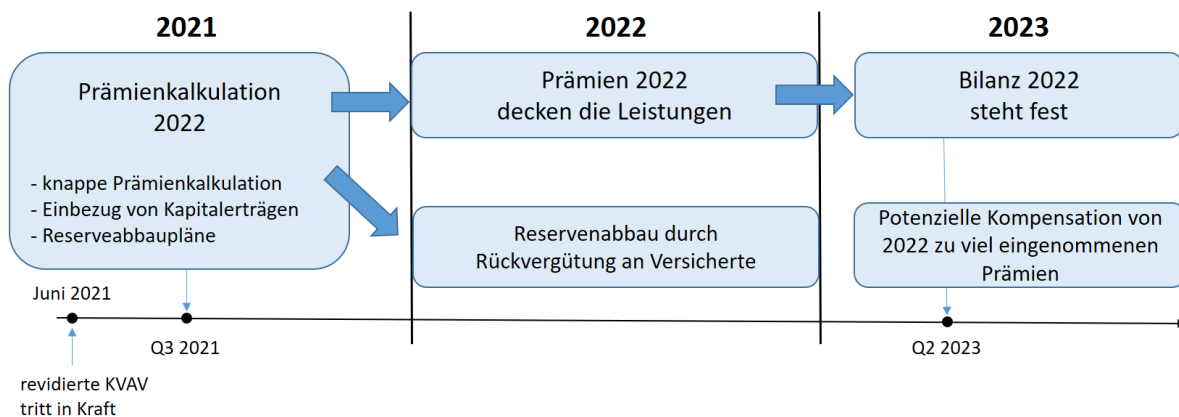 2021
Prämienkalkulation
2022
- knappe Prämienkalkulation
- Einbezug von Kapitalerträgen
- Reserveabbaupläne
2022
Prämien 2022
decken die Leistungen
Reservenabbau durch
Rückvergütung an Versicherte
2023
Bilanz 2022
steht fest
Potenzielle Kompensation von
2022 zu viel eingenommenen
Prämien
Juni 2021
Q3 2021
Q2 2023
revidierte KVAV
tritt in Kraft